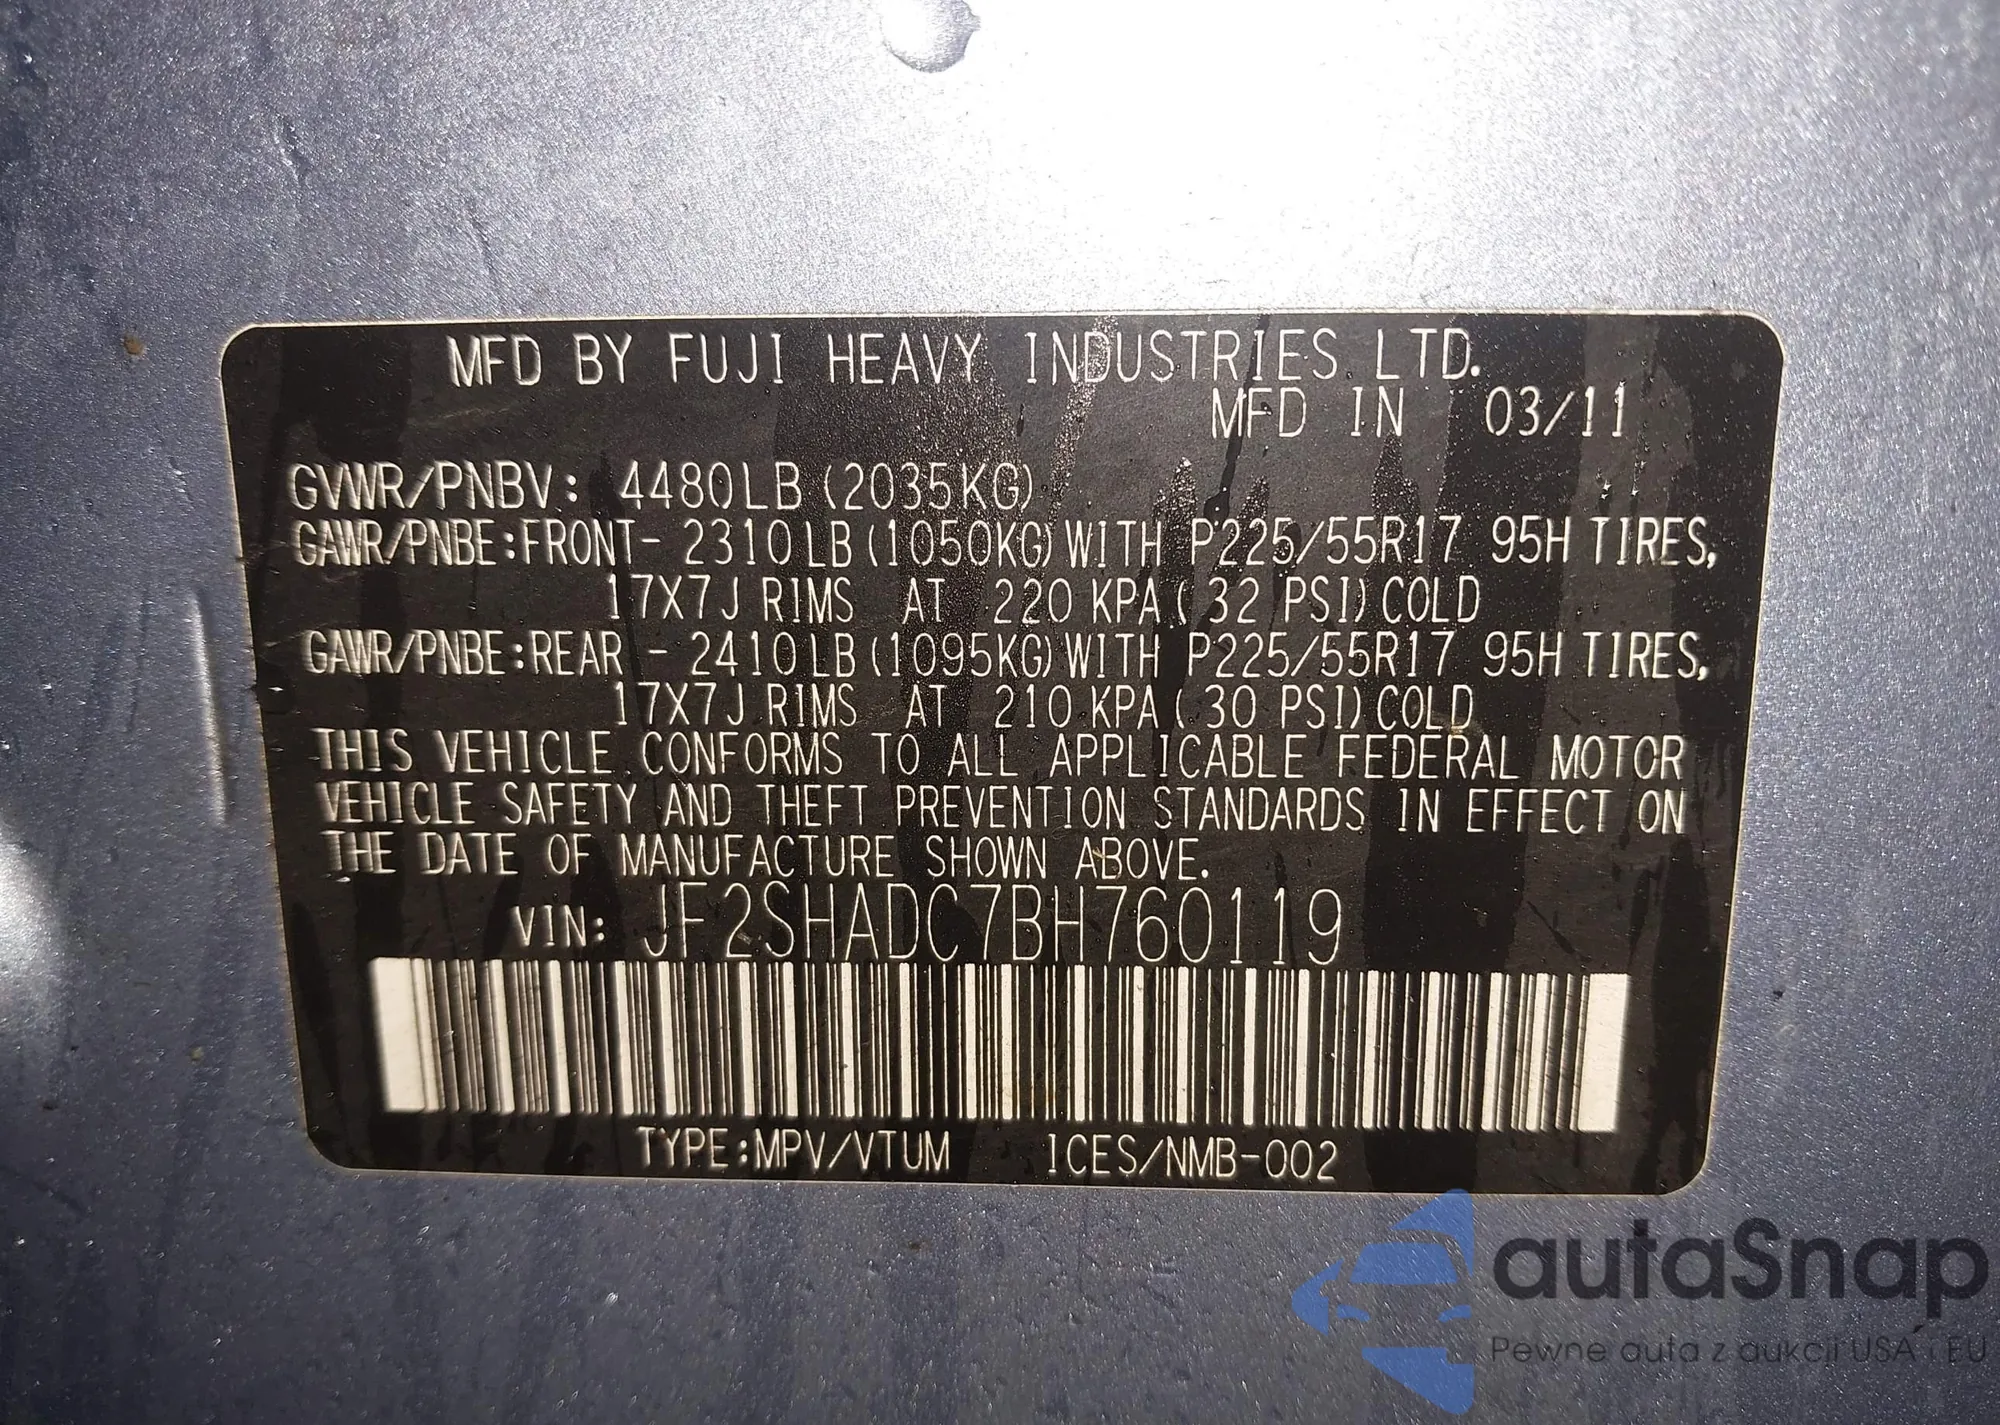 MFD BY FUJI HEAVY INDUSTRIES LTD.
MFD IN 03/11
GVWR/PNBV: 4480LB (2035KG)
GAWR/PNBE:FRONT- 2310LB (1050KG) WITH P225/55R17 95H TIRES,
17X7J RIMS AT 220 KPA ( 32 PSI) COLD
GAWR/PNBE:REAR - 2410LB (1095KG) WITH P225/55R17 95H TIRES,
17X7J RIMS AT 210 KPA ( 30 PSI) COLD
THIS VEHICLE CONFORMS TO ALL APPLICABLE FEDERAL MOTOR
VEHICLE SAFETY AND THEFT PREVENTION STANDARDS IN EFFECT ON
THE DATE OF MANUFACTURE SHOWN ABOVE.
VIN: JF2SHADC7BH760119
TYPE:MPV/VTUM ICES/NMB-002
autaSnap
Pewne auta z aukcji USA i EU